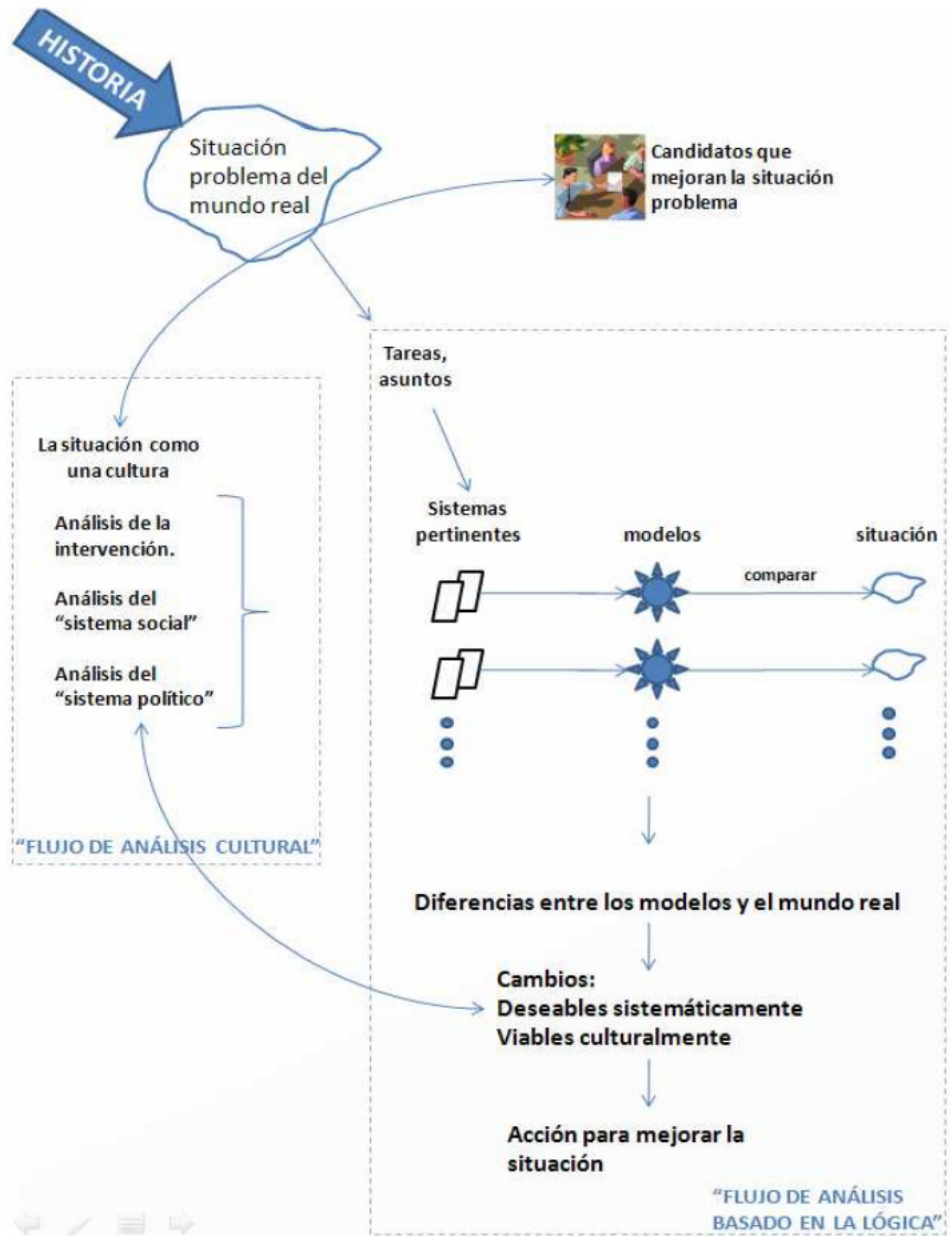 HISTORIA
Situación
problema del
mundo real
Candidatos que
mejoran la situación
problema
Tareas,
asuntos
La situación como
una cultura
Análisis de la
intervención.
Análisis del
“sistema social”
Análisis del
“sistema político”
“FLUJO DE ANÁLISIS CULTURAL”
Sistemas
pertinentes
modelos
situación
comparar
Diferencias entre los modelos y el mundo real
Cambios:
Deseables sistemáticamente
Viables culturalmente
Acción para mejorar la
situación
“FLUJO DE ANÁLISIS
BASADO EN LA LÓGICA”